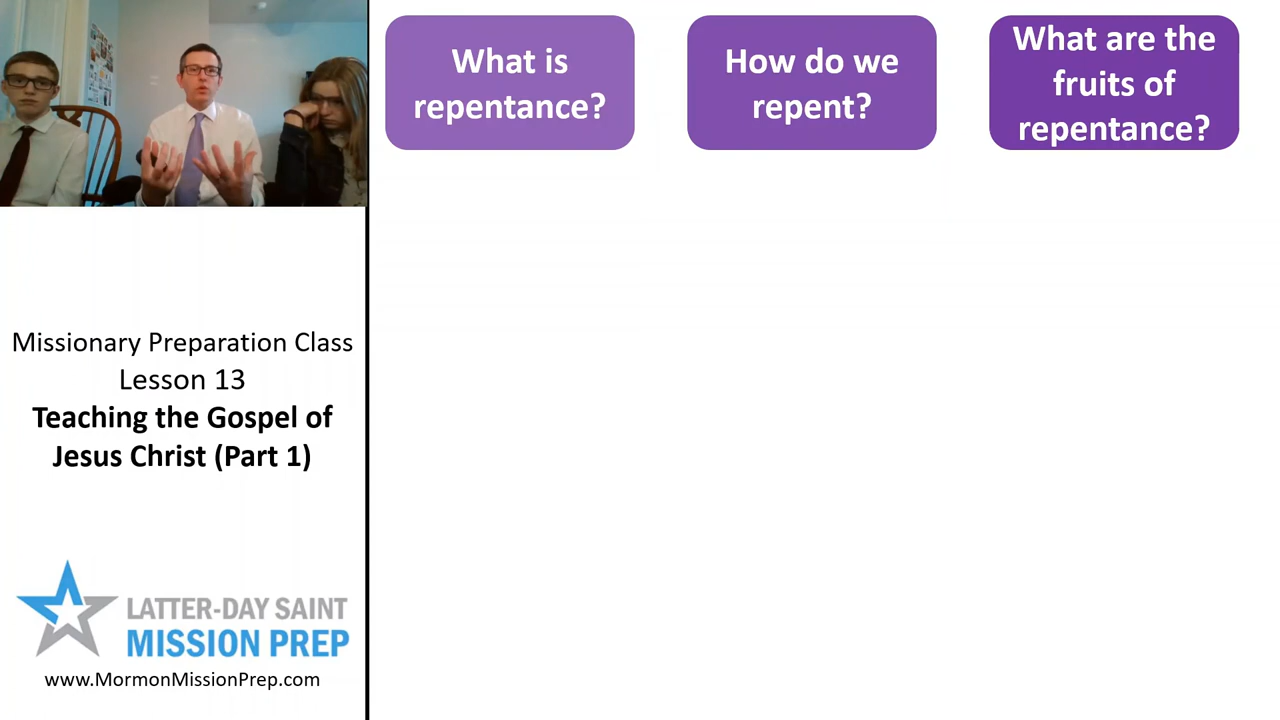 What is
repentance?
How do we
repent?
What are the
fruits of
repentance?
Missionary Preparation Class
Lesson 13
Teaching the Gospel of
Jesus Christ (Part 1)
LATTER-DAY SAINT
MISSION PREP
www.MormonMissionPrep.com